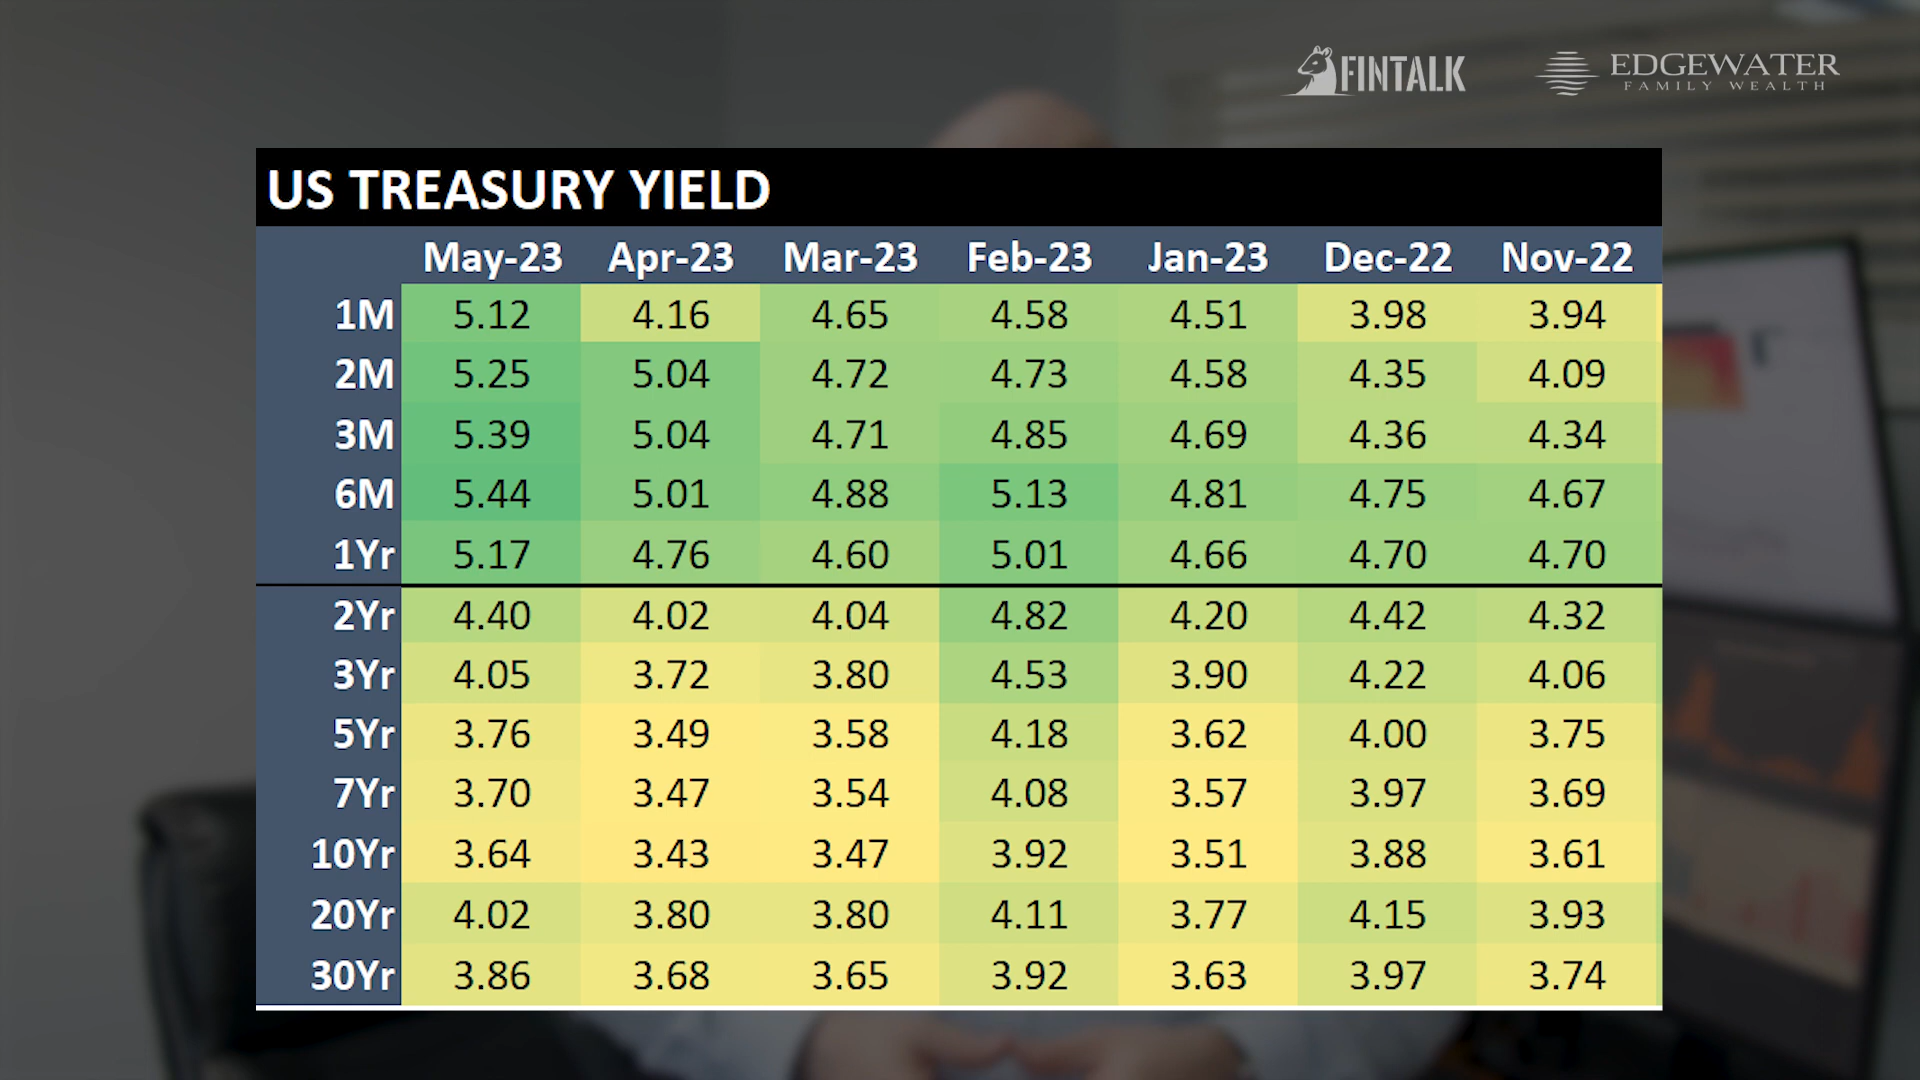 FINTALK
EDGEWATER
FAMILY WEALTH
US TREASURY YIELD
May-23 Apr-23 Mar-23 Feb-23 Jan-23 Dec-22 Nov-22
1M 5.12 4.16 4.65 4.58 4.51 3.98 3.94
2M 5.25 5.04 4.72 4.73 4.58 4.35 4.09
3M 5.39 5.04 4.71 4.85 4.69 4.36 4.34
6M 5.44 5.01 4.88 5.13 4.81 4.75 4.67
1Yr 5.17 4.76 4.60 5.01 4.66 4.70 4.70
2Yr 4.40 4.02 4.04 4.82 4.20 4.42 4.32
3Yr 4.05 3.72 3.80 4.53 3.90 4.22 4.06
5Yr 3.76 3.49 3.58 4.18 3.62 4.00 3.75
7Yr 3.70 3.47 3.54 4.08 3.57 3.97 3.69
10Yr 3.64 3.43 3.47 3.92 3.51 3.88 3.61
20Yr 4.02 3.80 3.80 4.11 3.77 4.15 3.93
30Yr 3.86 3.68 3.65 3.92 3.63 3.97 3.74